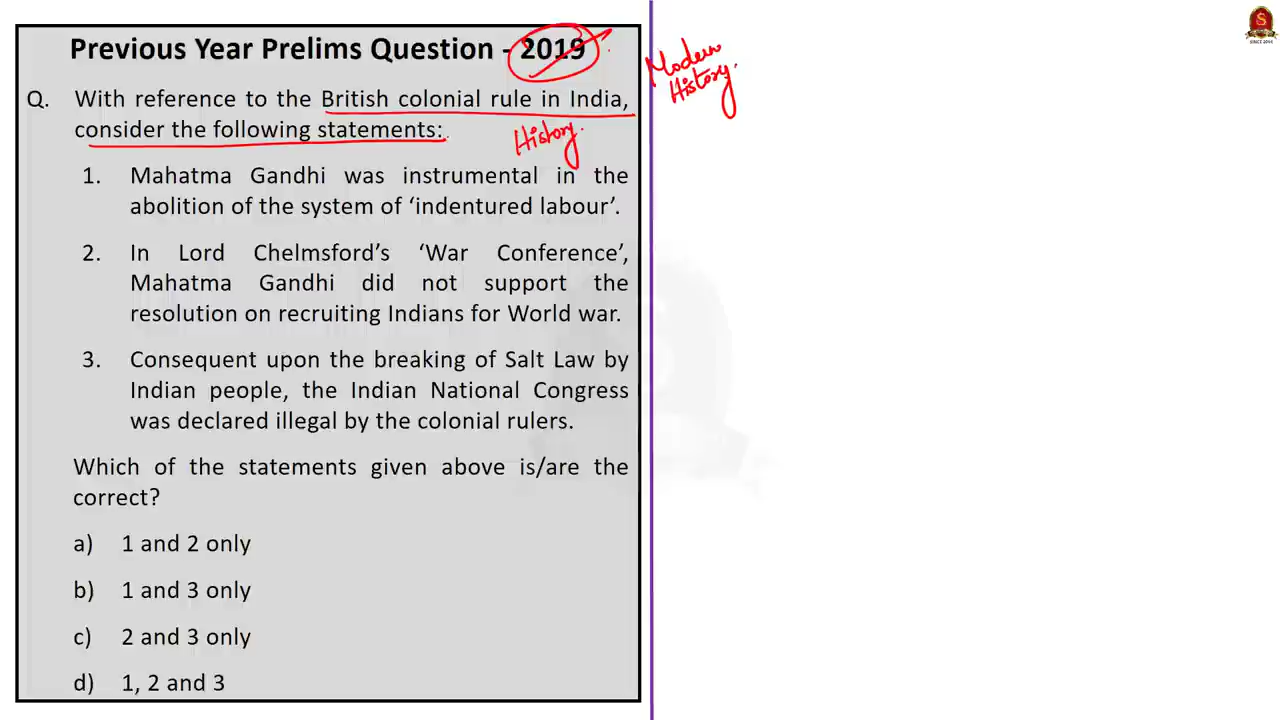 Previous Year Prelims Question - 2019
Q. With reference to the British colonial rule in India,
consider the following statements:
History.
Modern
History.
1. Mahatma Gandhi was instrumental in the
abolition of the system of ‘indentured labour’.
2. In Lord Chelmsford’s ‘War Conference’,
Mahatma Gandhi did not support the
resolution on recruiting Indians for World war.
3. Consequent upon the breaking of Salt Law by
Indian people, the Indian National Congress
was declared illegal by the colonial rulers.
Which of the statements given above is/are the
correct?
a) 1 and 2 only
b) 1 and 3 only
c) 2 and 3 only
d) 1, 2 and 3
S